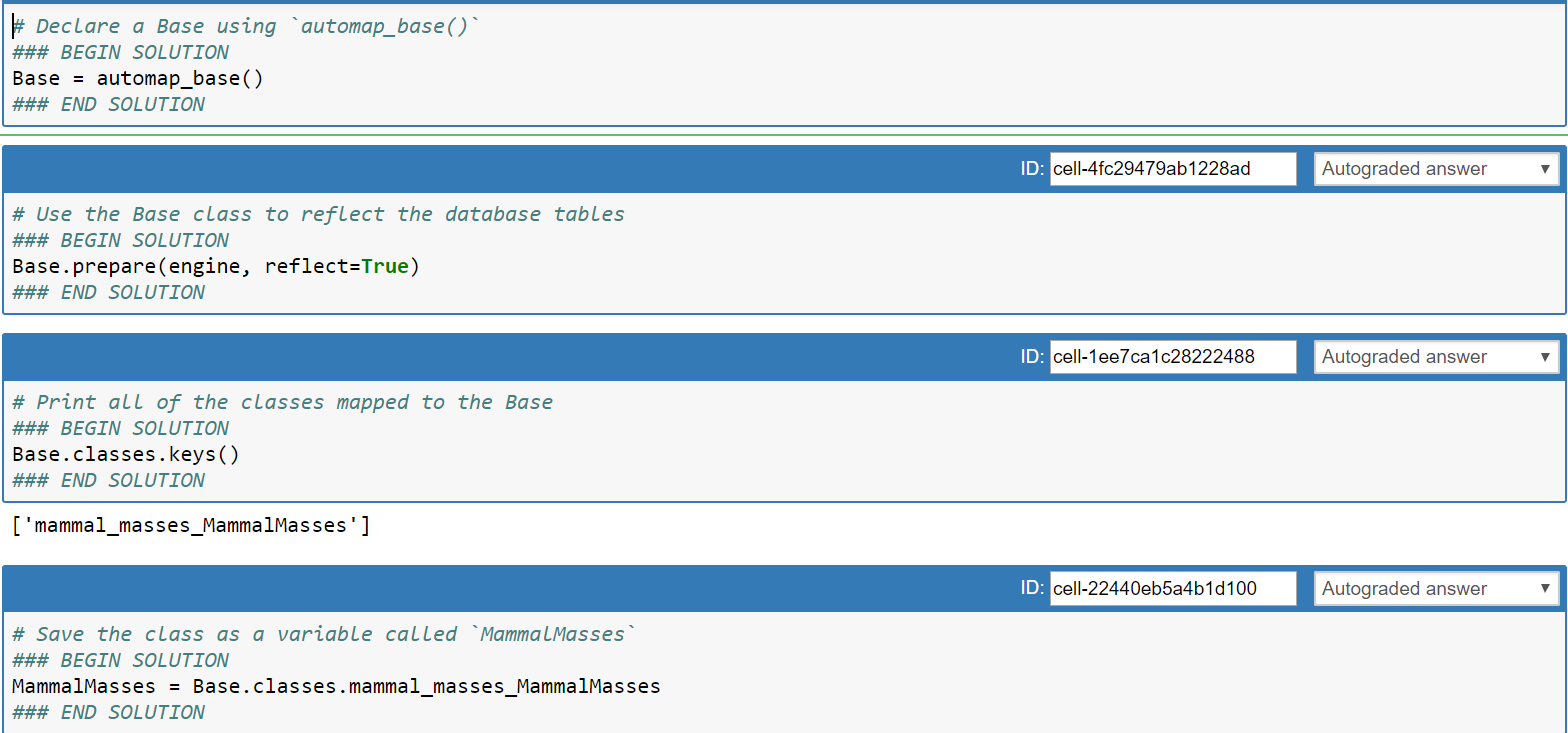 # Declare a Base using `automap_base()`
### BEGIN SOLUTION
Base = automap_base()
### END SOLUTION
ID: cell-4fc29479ab1228ad Autograded answer ▼
# Use the Base class to reflect the database tables
### BEGIN SOLUTION
Base.prepare(engine, reflect=True)
### END SOLUTION
ID: cell-1ee7ca1c28222488 Autograded answer ▼
# Print all of the classes mapped to the Base
### BEGIN SOLUTION
Base.classes.keys()
### END SOLUTION
['mammal_masses_MammalMasses']
ID: cell-22440eb5a4b1d100 Autograded answer ▼
# Save the class as a variable called `MammalMasses`
### BEGIN SOLUTION
MammalMasses = Base.classes.mammal_masses_MammalMasses
### END SOLUTION